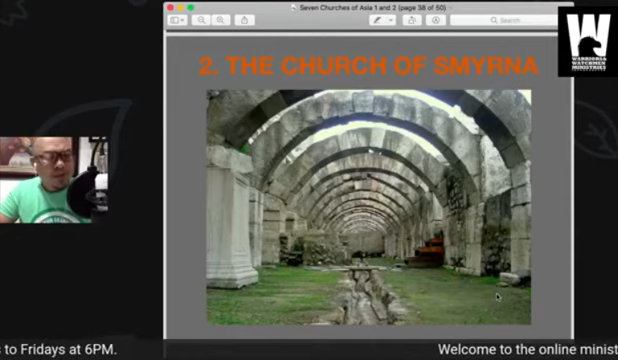 Seven Churches of Asia 1 and 2 (page 38 of 50)
Search
2. THE CHURCH OF SMYRNA
W
WARRIORS &
WATCHMEN
MINISTRIES
s to Fridays at 6PM.
Welcome to the online minist